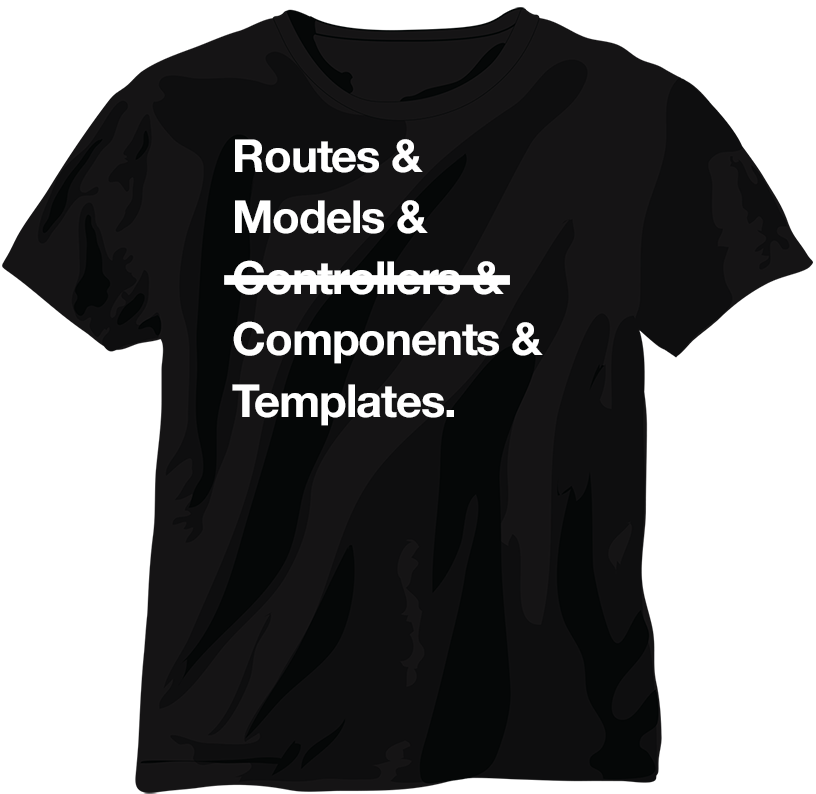 Routes &
Models &
Controllers &
Components &
Templates.